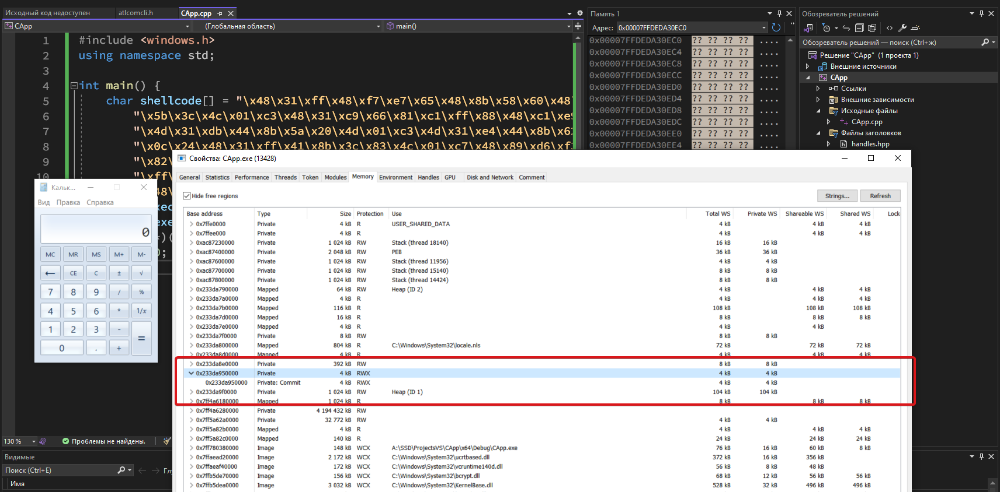 Исходный код недоступен atlcomcli.h CApp.cpp
CApp (Глобальная область) main()
1 #include <windows.h>
2 using namespace std;
3
4 int main() {
5 char shellcode[] = "\x48\x31\xff\x48\xf7\xe7\x65\x48\x8b\x58\x60\x48\
6 "\x5b\x3c\x4c\x01\xc3\x48\x31\xc9\x66\x81\xc1\xff\x88\x48\xc1\xe9
7 "\x4d\x31\xdb\x44\x8b\x5a\x20\x4d\x01\xc3\x4d\x31\xe4\x44\x8b\x6
8 "\x0c\x24\x48\x31\xff\x41\x8b\x3c\x83\x4c\x01\xc7\x48\x89\xd6\xf
9 "\x82\
10 "\xff\
48\
xec
exe
*)(
;
130 % Проблемы не найдены.
Видимые
Поиск (Ctrl+E)
Имя
Память 1
Адрес: 0x00007FFDEDA30EC0
0x00007FFDEDA30EC0 ?? ?? ?? ?? ....
0x00007FFDEDA30EC4 ?? ?? ?? ?? ....
0x00007FFDEDA30EC8 ?? ?? ?? ?? ....
0x00007FFDEDA30ECC ?? ?? ?? ?? ....
0x00007FFDEDA30ED0 ?? ?? ?? ?? ....
0x00007FFDEDA30ED4 ?? ?? ?? ?? ....
0x00007FFDEDA30ED8 ?? ?? ?? ?? ....
0x00007FFDEDA30EDC ?? ?? ?? ?? ....
0x00007FFDEDA30EE0 ?? ?? ?? ?? ....
0x00007FFDEDA30EE4 ?? ?? ?? ?? ....
Обозреватель решений
Обозреватель решений — поиск (Ctrl+ж)
Решение "CApp" (1 проекта 1)
Внешние источники
CApp
Ссылки
Внешние зависимости
Исходные файлы
CApp.cpp
Файлы заголовков
handles.hpp
Кальк...
Вид Правка Справка
0
MC MR MS M+ M-
← CE C ± √
7 8 9 / %
4 5 6 * 1/x
1 2 3 - =
0 . +
Свойства: CApp.exe (13428)
General Statistics Performance Threads Token Modules Memory Environment Handles GPU Disk and Network Comment
Hide free regions Strings... Refresh
Base address Type Size Protection Use Total WS Private WS Shareable WS Shared WS Lock
0x7ffe0000 Private 4 kB R USER_SHARED_DATA 4 kB 4 kB 4 kB
0x7ffee000 Private 4 kB R 4 kB 4 kB 4 kB
0xac87230000 Private 1 024 kB RW Stack (thread 18140) 16 kB 16 kB
0xac87400000 Private 2 048 kB RW PEB 36 kB 36 kB
0xac87600000 Private 1 024 kB RW Stack (thread 11956) 4 kB 4 kB
0xac87700000 Private 1 024 kB RW Stack (thread 15140) 8 kB 8 kB
0xac87800000 Private 1 024 kB RW Stack (thread 14424) 8 kB 8 kB
0x233da790000 Mapped 64 kB RW Heap (ID 2) 4 kB 4 kB 4 kB
0x233da7a0000 Mapped 4 kB R 4 kB 4 kB 4 kB
0x233da7b0000 Mapped 116 kB R 108 kB 108 kB 108 kB
0x233da7d0000 Mapped 16 kB R 8 kB 8 kB 8 kB
0x233da7e0000 Mapped 4 kB R 4 kB 4 kB
0x233da7f0000 Private 8 kB RW 8 kB 8 kB
0x233da800000 Mapped 804 kB R C:\Windows\System32\locale.nls 72 kB 72 kB 72 kB
0x233da8d0000 Mapped 4 kB R 4 kB 4 kB 4 kB
0x233da8e0000 Private 392 kB RW 8 kB 8 kB
0x233da950000 Private 4 kB RWX 4 kB 4 kB
0x233da950000 Private: Commit 4 kB RWX 4 kB 4 kB
0x233da9f0000 Private 1 024 kB RW Heap (ID 1) 104 kB 104 kB
0x7ff4a6180000 Mapped 1 024 kB R 8 kB 8 kB 8 kB
0x7ff4a6280000 Private 4 194 432 kB RW
0x7ff5a62a0000 Private 32 772 kB RW 4 kB 4 kB
0x7ff5a82b0000 Mapped 4 kB R 4 kB 4 kB 4 kB
0x7ff5a82c0000 Mapped 140 kB R 24 kB 24 kB 24 kB
0x7ff780380000 Image 148 kB WCX A:\SSD\ProjectsVS\CApp\x64\Debug\CApp.exe 76 kB 16 kB 60 kB 8 kB
0x7ffaead20000 Image 2 172 kB WCX C:\Windows\System32\ucrtbased.dll 372 kB 16 kB 356 kB
0x7ffaeaf40000 Image 172 kB WCX C:\Windows\System32\vcruntime140d.dll 56 kB 8 kB 48 kB
0x7ffb5de70000 Image 156 kB WCX C:\Windows\System32\bcrypt.dll 68 kB 12 kB 56 kB 56 kB
0x7ffb5dea0000 Image 3 032 kB WCX C:\Windows\System32\KernelBase.dll 528 kB 32 kB 496 kB 496 kB